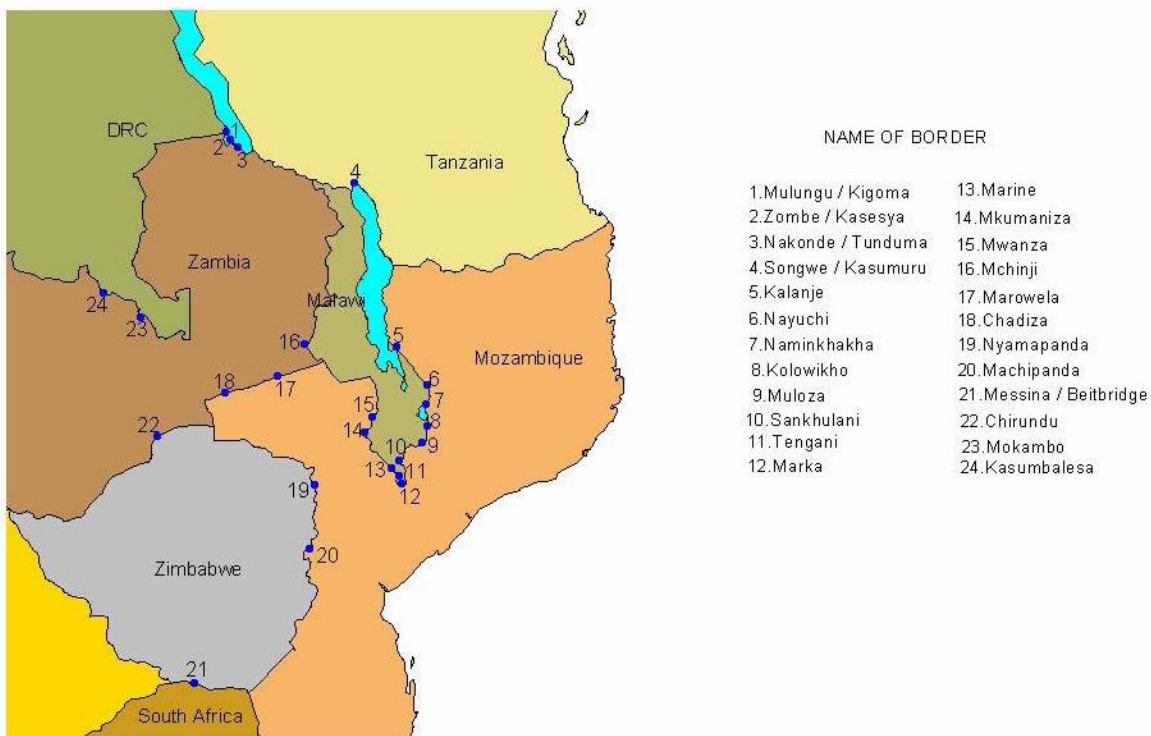 DRC
1
2
3
4
Tanzania
Zambia
24
23
Malawi
16
5
Mozambique
17
18
6
7
15
8
14
22
9
10
13
11
12
19
20
Zimbabwe
21
South Africa
NAME OF BORDER
1.Mulungu / Kigoma
2.Zombe / Kasesya
3.Nakonde / Tunduma
4.Songwe / Kasumuru
5.Kalanje
6.Nayuchi
7.Naminkhakha
8.Kolowikho
9.Muloza
10.Sankhulani
11.Tengani
12.Marka
13.Marine
14.Mkumaniza
15.Mwanza
16.Mchinji
17.Marowela
18.Chadiza
19.Nyamapanda
20.Machipanda
21.Messina / Beitbridge
22.Chirundu
23.Mokambo
24.Kasumbalesa